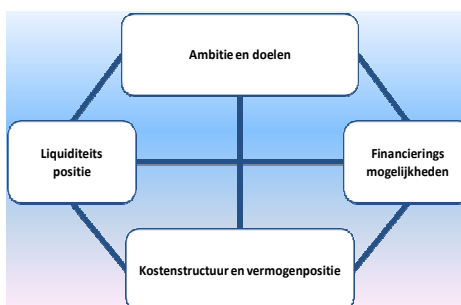 Ambitie en doelen
Liquiditeits
positie
Financierings
mogelijkheden
Kostenstructuur en vermogenpositie